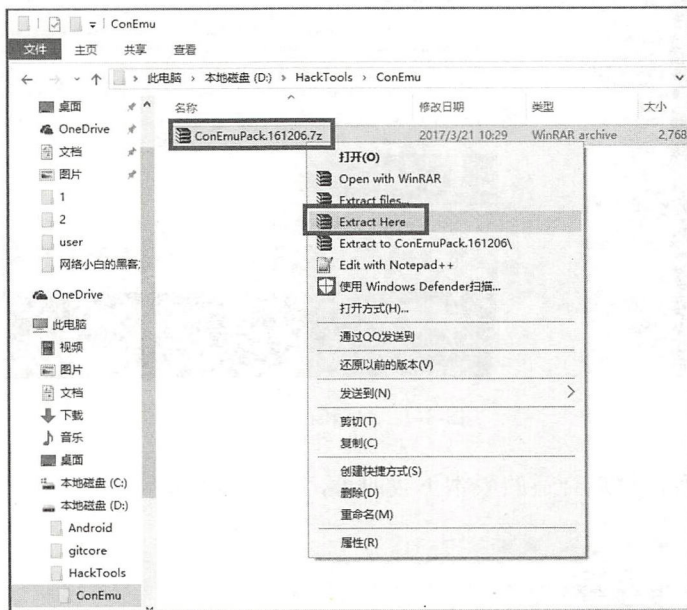 ConEmu
文件 主页 共享 查看
此电脑 › 本地磁盘 (D:) › HackTools › ConEmu
桌面
OneDrive
文档
图片
1
2
user
网络小白的黑客
OneDrive
此电脑
视频
图片
文档
下载
音乐
桌面
本地磁盘 (C:)
本地磁盘 (D:)
Android
gitcore
HackTools
ConEmu
名称 修改日期 类型 大小
ConEmuPack.161206.7z 2017/3/21 10:29 WinRAR archive 2,768
打开(O)
Open with WinRAR
Extract files...
Extract Here
Extract to ConEmuPack.161206\
Edit with Notepad++
使用 Windows Defender扫描...
打开方式(H)...
通过QQ发送到
还原以前的版本(V)
发送到(N)
剪切(T)
复制(C)
创建快捷方式(S)
删除(D)
重命名(M)
属性(R)